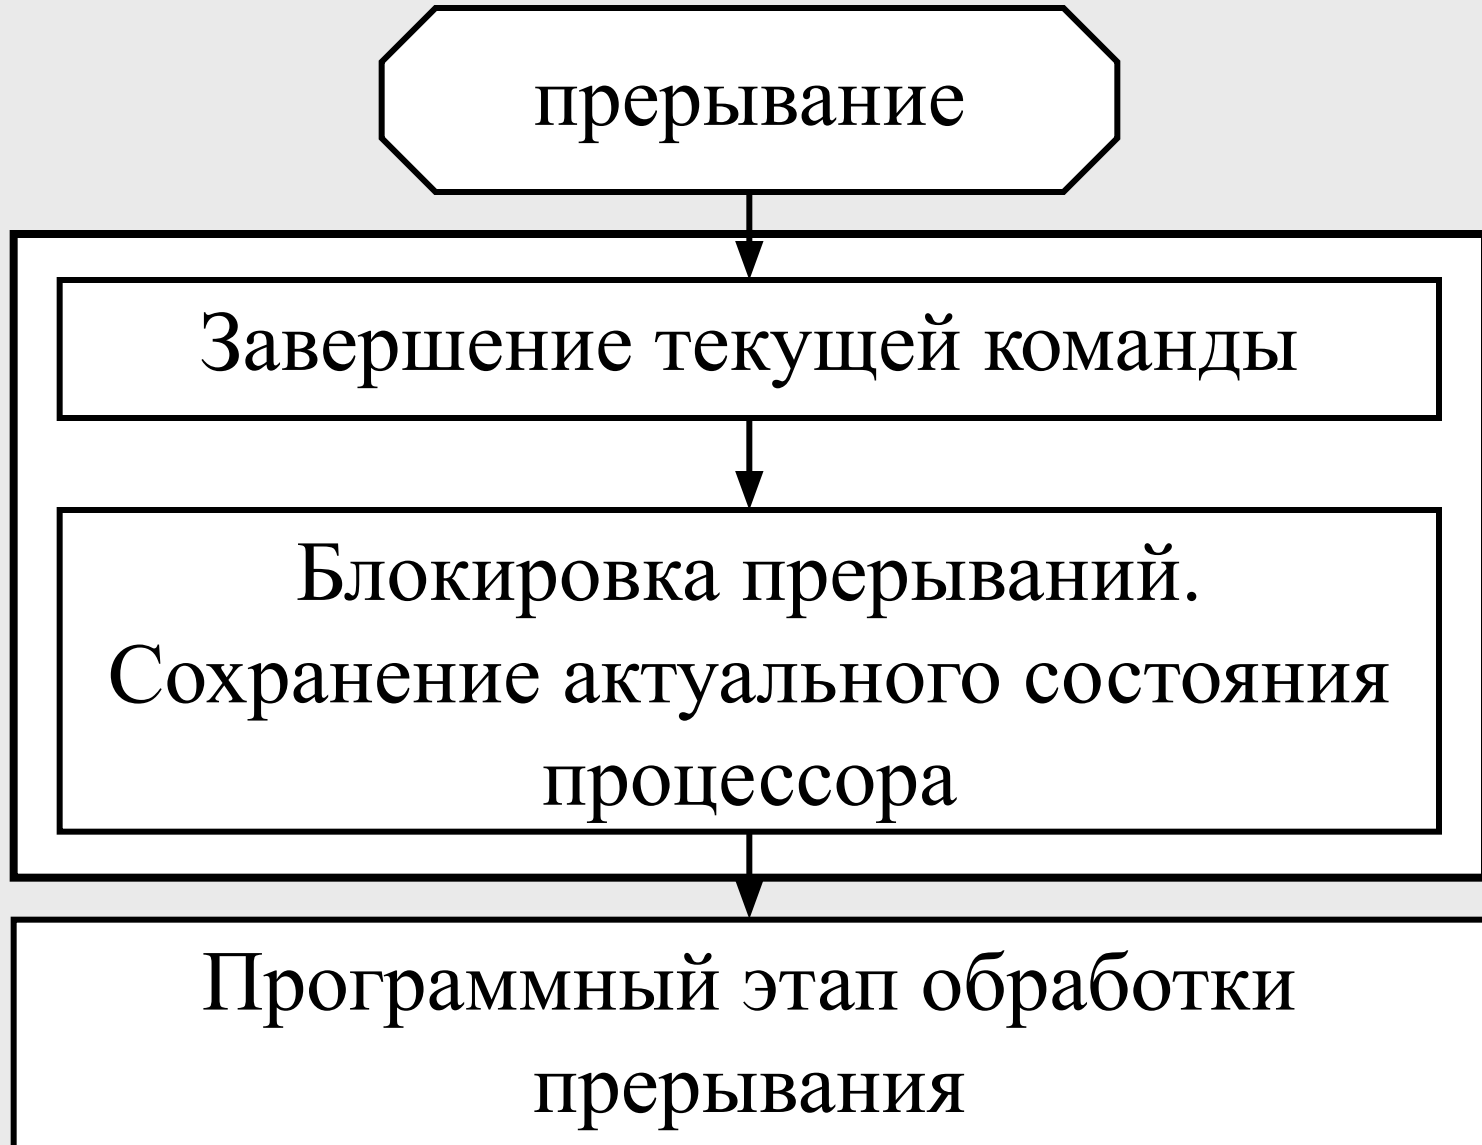 прерывание
Завершение текущей команды
Блокировка прерываний.
Сохранение актуального состояния
процессора
Программный этап обработки
прерывания